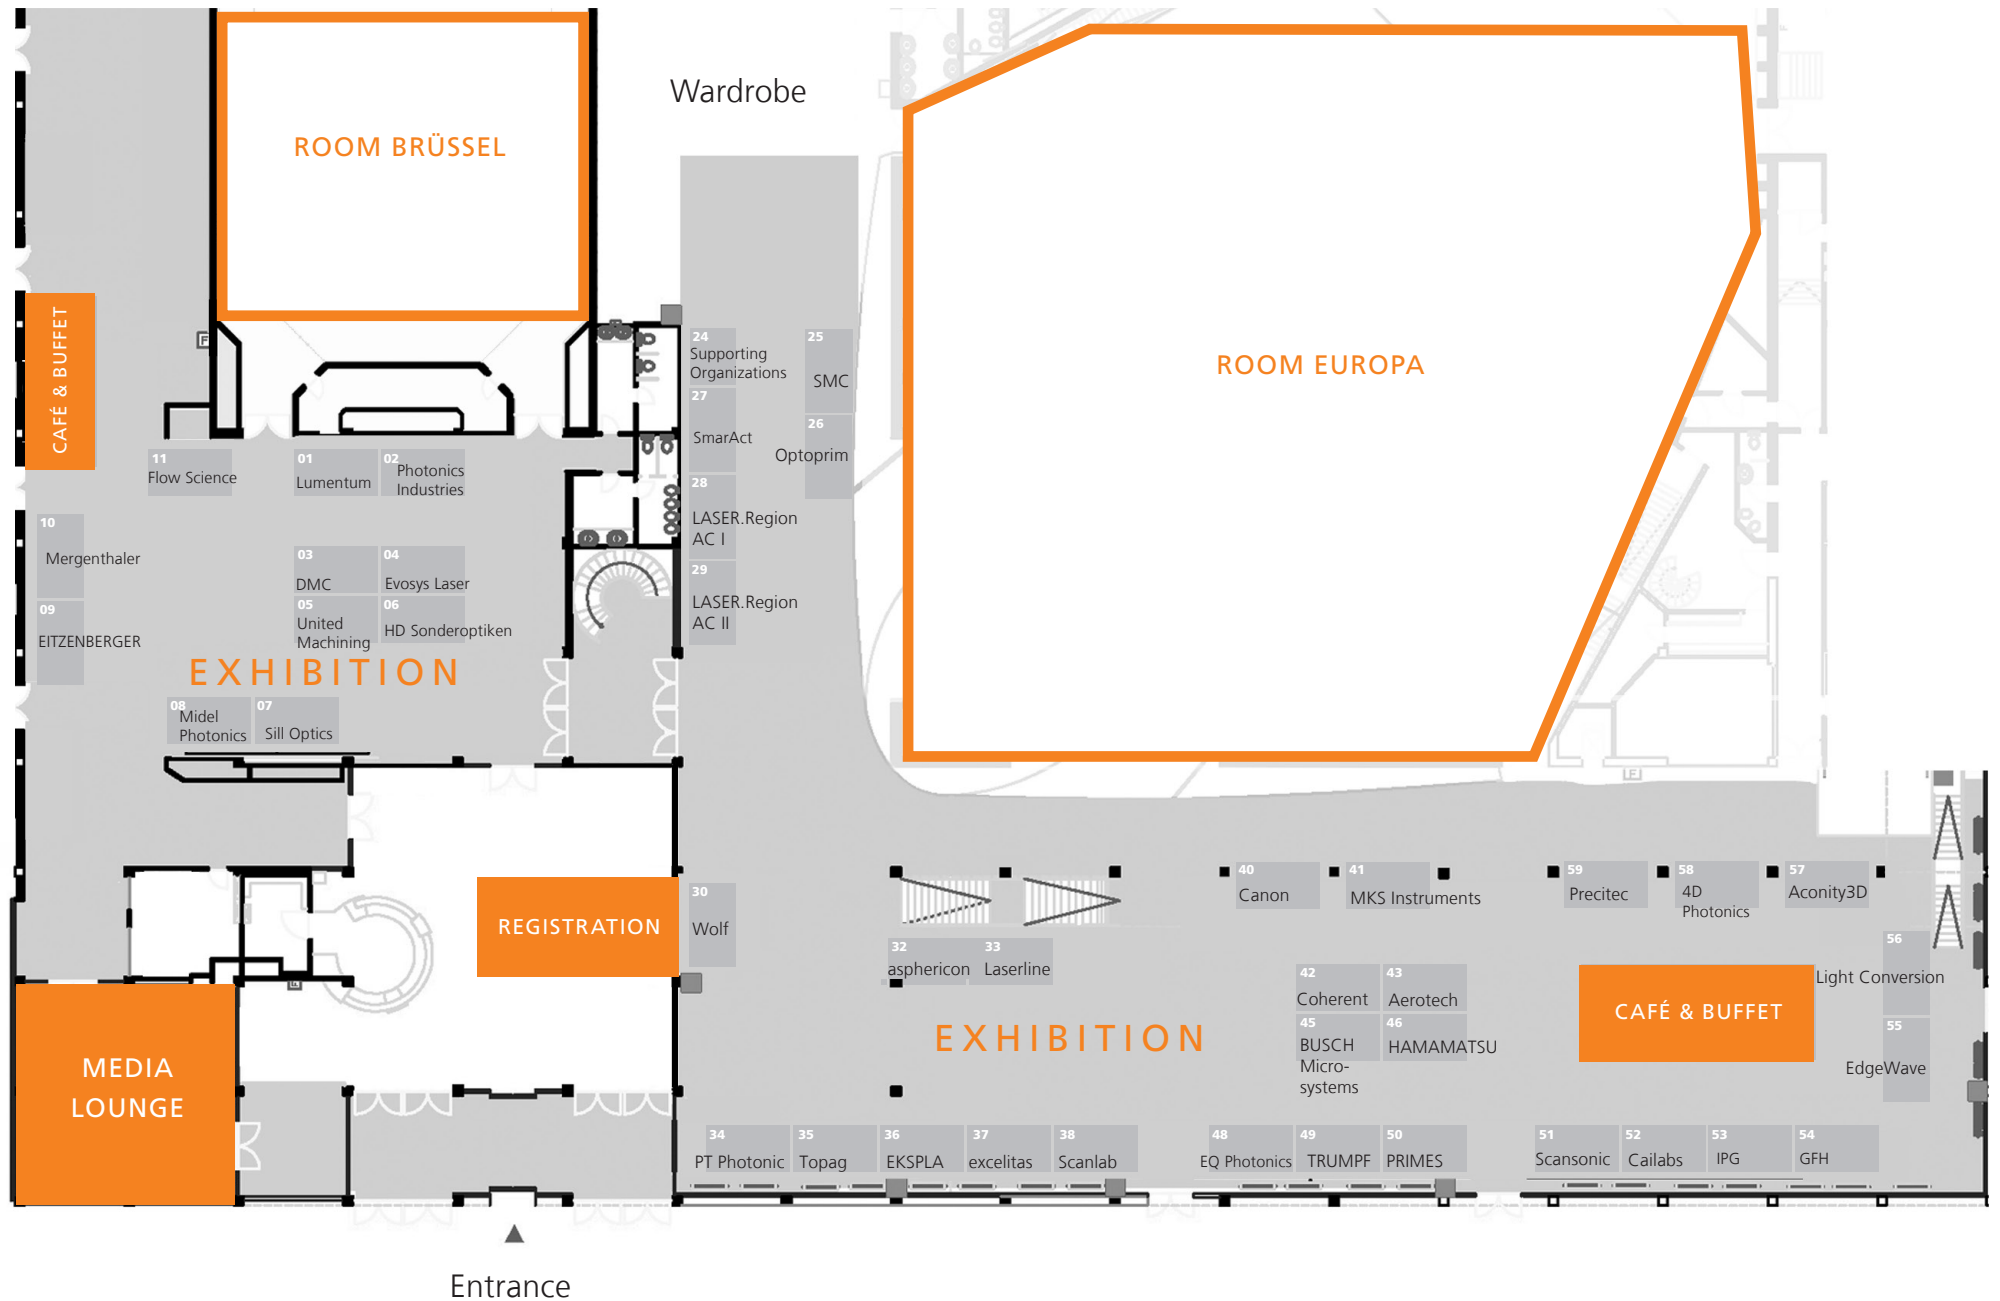 Wardrobe
ROOM BRÜSSEL
ROOM EUROPA
CAFÉ & BUFFET
F
24
Supporting
Organizations
25
SMC
27
SmarAct
26
Optoprim
28
LASER.Region
AC I
29
LASER.Region
AC II
11
Flow Science
01
Lumentum
02
Photonics
Industries
10
Mergenthaler
09
EITZENBERGER
03
DMC
04
Evosys Laser
05
United
Machining
06
HD Sonderoptiken
EXHIBITION
08
Midel
Photonics
07
Sill Optics
F
REGISTRATION
30
Wolf
F
MEDIA
LOUNGE
32
asphericon
33
Laserline
40
Canon
41
MKS Instruments
59
Precitec
58
4D
Photonics
57
Aconity3D
56
Light Conversion
55
EdgeWave
42
Coherent
43
Aerotech
45
BUSCH
Micro-
systems
46
HAMAMATSU
CAFÉ & BUFFET
EXHIBITION
34
PT Photonic
35
Topag
36
EKSPLA
37
excelitas
38
Scanlab
48
EQ Photonics
49
TRUMPF
50
PRIMES
51
Scansonic
52
Cailabs
53
IPG
54
GFH
Entrance